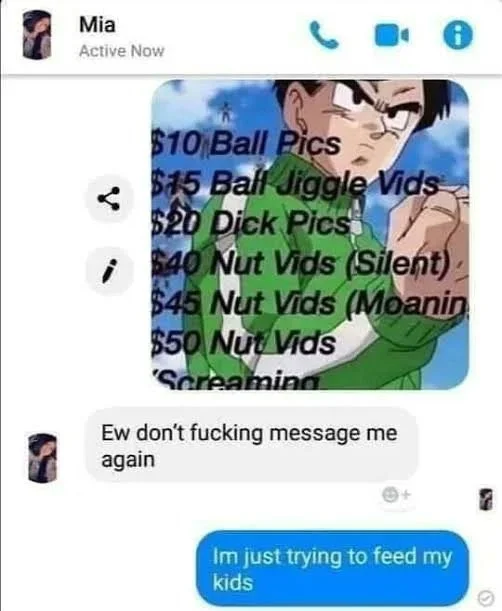 Mia
Active Now
$10 Ball Pics
$15 Ball Jiggle Vids
$20 Dick Pics
$40 Nut Vids (Silent)
$45 Nut Vids (Moanin
$50 Nut Vids
(Screaming
Ew don't fucking message me
again
Im just trying to feed my
kids